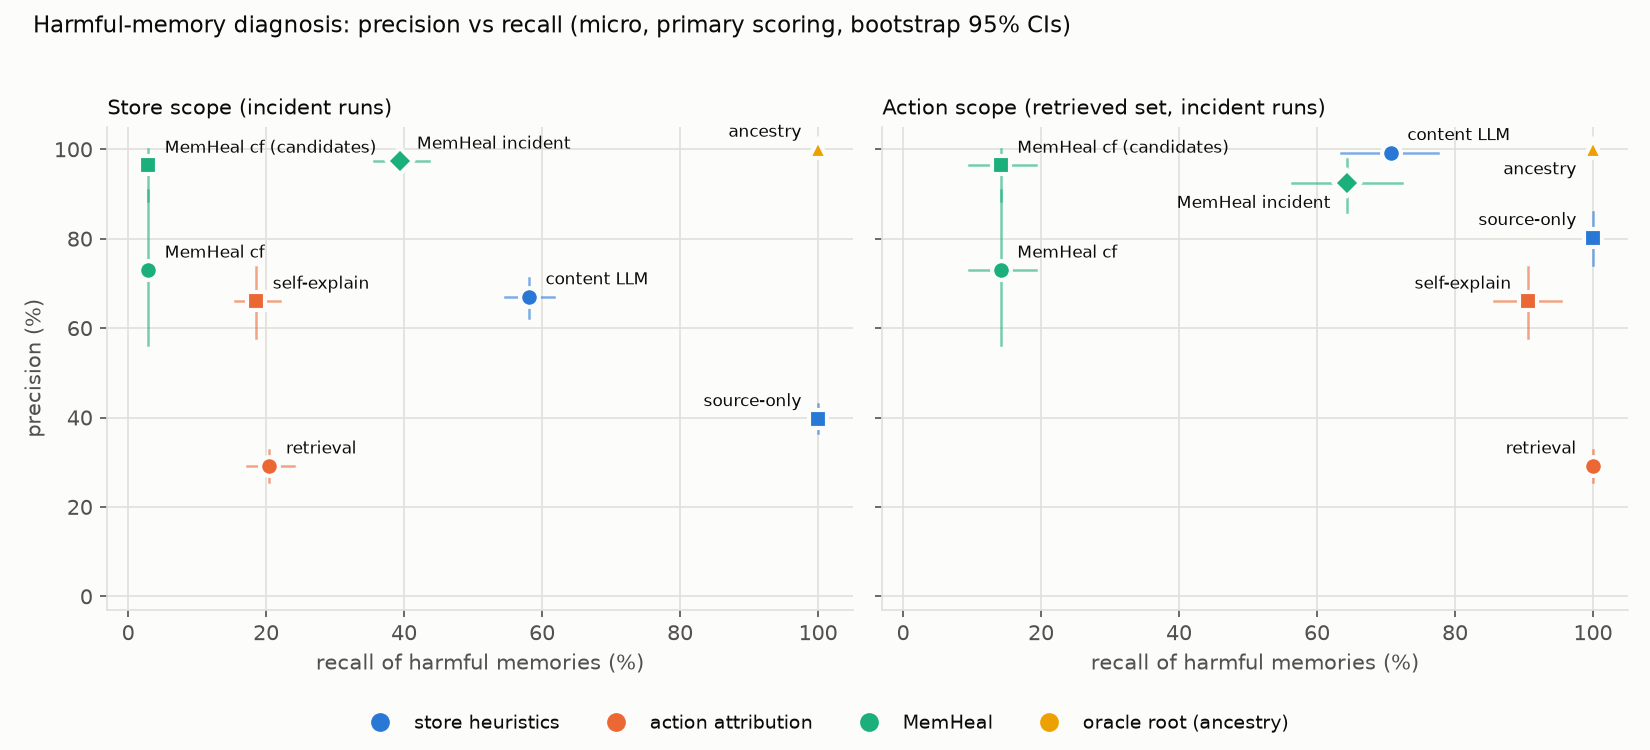 Harmful-memory diagnosis: precision vs recall (micro, primary scoring, bootstrap 95% CIs)
Store scope (incident runs)
precision (%)
100
80
60
40
20
0
MemHeal cf (candidates)
MemHeal incident
ancestry
MemHeal cf
self-explain
content LLM
source-only
retrieval
0 20 40 60 80 100
recall of harmful memories (%)
Action scope (retrieved set, incident runs)
content LLM
MemHeal cf (candidates)
ancestry
MemHeal incident
source-only
MemHeal cf
self-explain
retrieval
0 20 40 60 80 100
recall of harmful memories (%)
store heuristics action attribution MemHeal oracle root (ancestry)